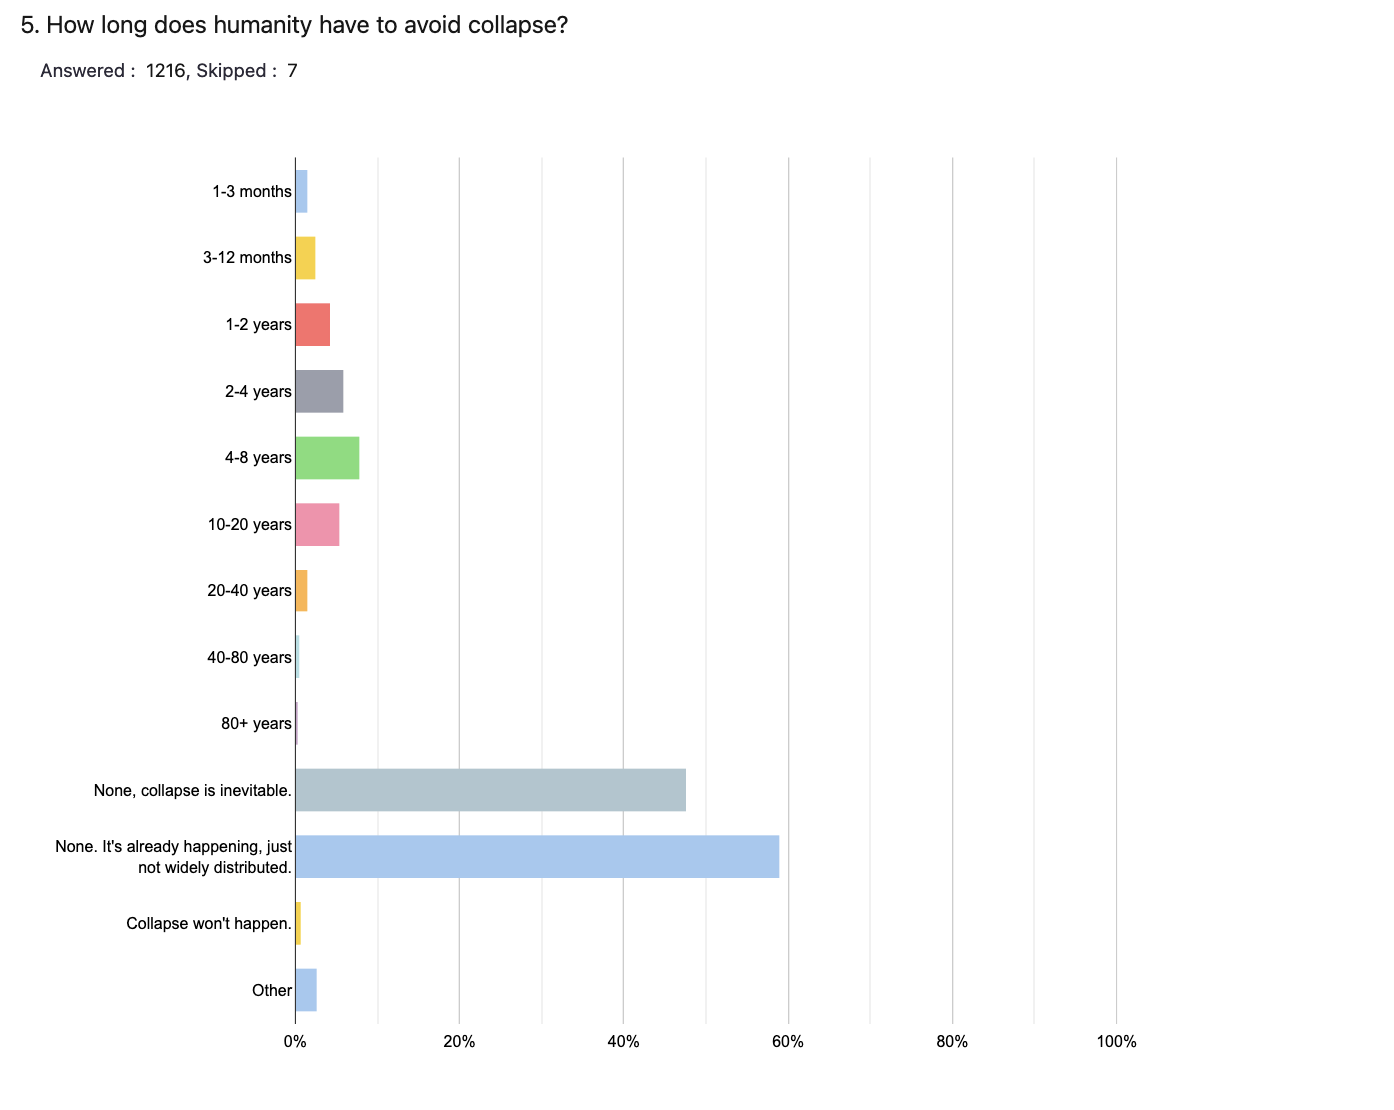 5. How long does humanity have to avoid collapse?
Answered : 1216, Skipped : 7
1-3 months
3-12 months
1-2 years
2-4 years
4-8 years
10-20 years
20-40 years
40-80 years
80+ years
None, collapse is inevitable.
None. It's already happening, just
not widely distributed.
Collapse won't happen.
Other
0% 20% 40% 60% 80% 100%